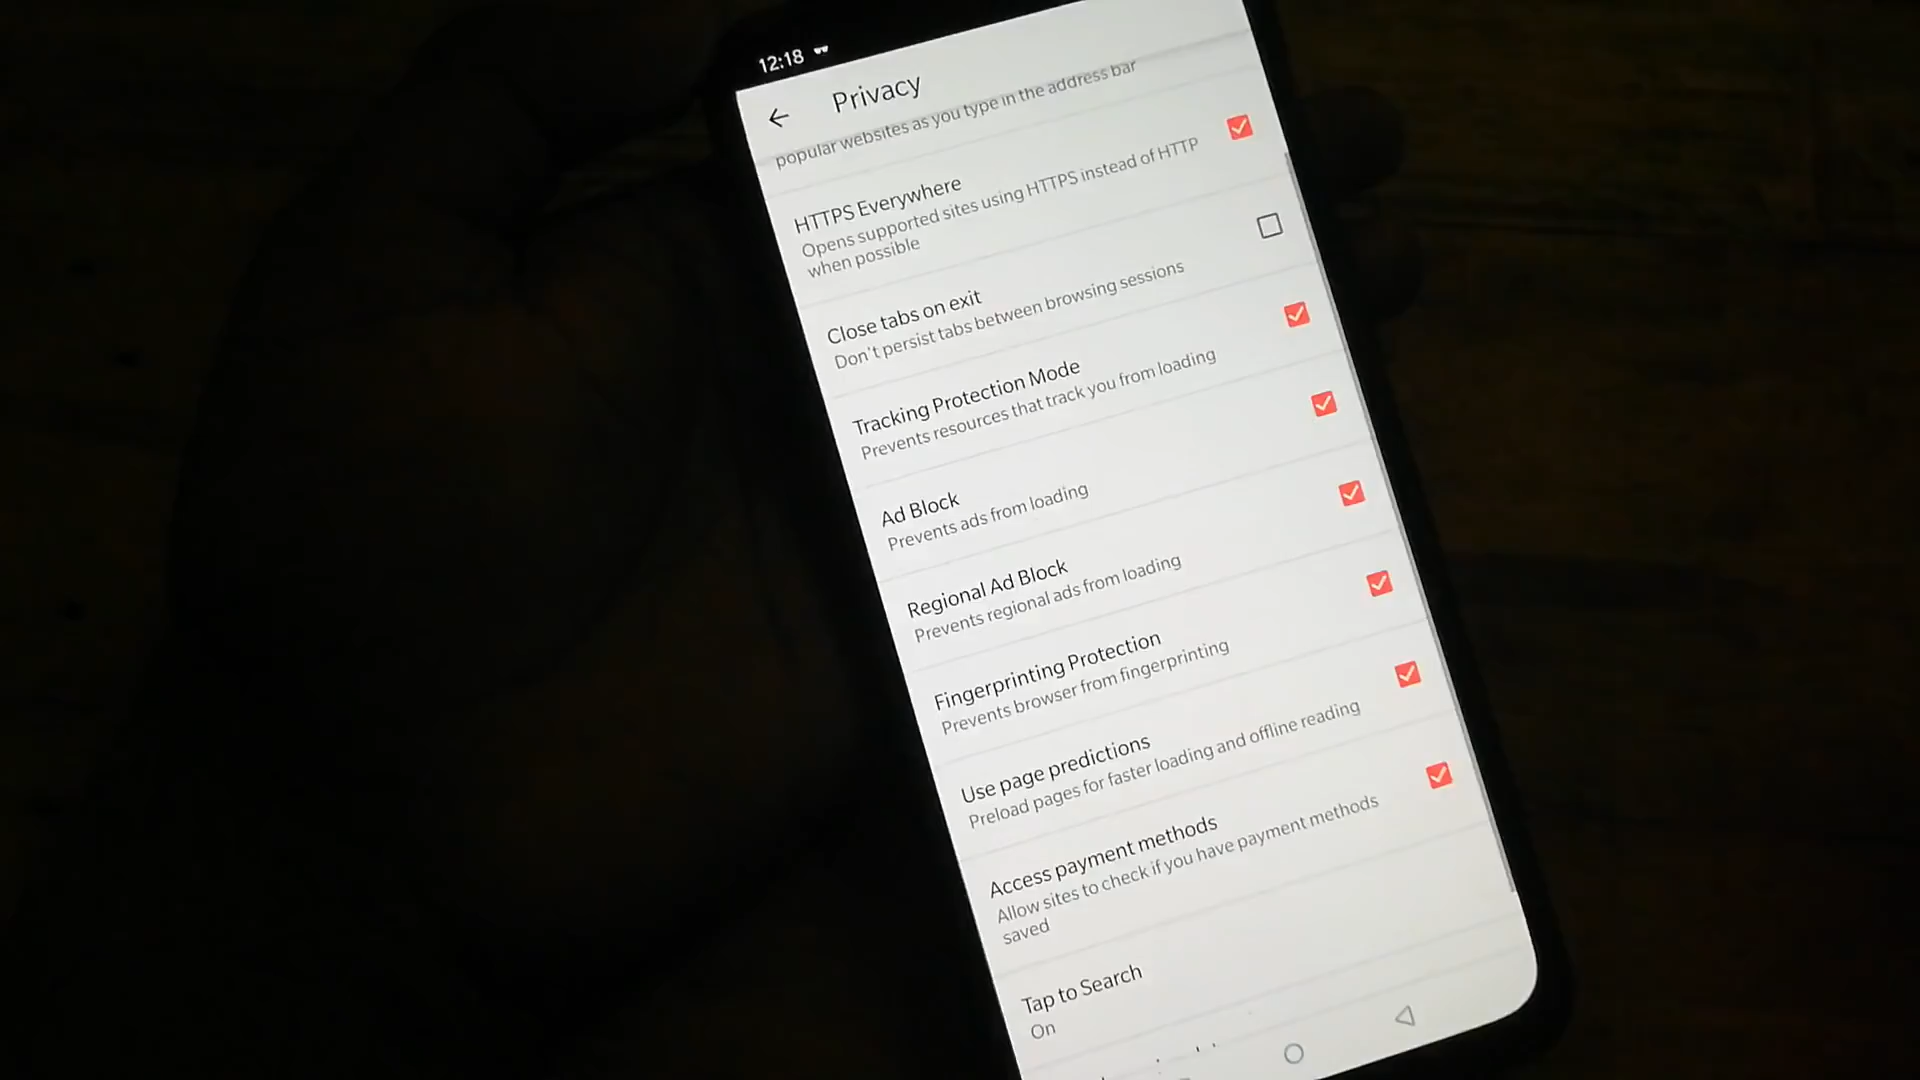 12:18
Privacy
popular websites as you type in the address bar
HTTPS Everywhere
Opens supported sites using HTTPS instead of HTTP
when possible
Close tabs on exit
Don't persist tabs between browsing sessions
Tracking Protection Mode
Prevents resources that track you from loading
Ad Block
Prevents ads from loading
Regional Ad Block
Prevents regional ads from loading
Fingerprinting Protection
Prevents browser from fingerprinting
Use page predictions
Preload pages for faster loading and offline reading
Access payment methods
Allow sites to check if you have payment methods
saved
Tap to Search
On